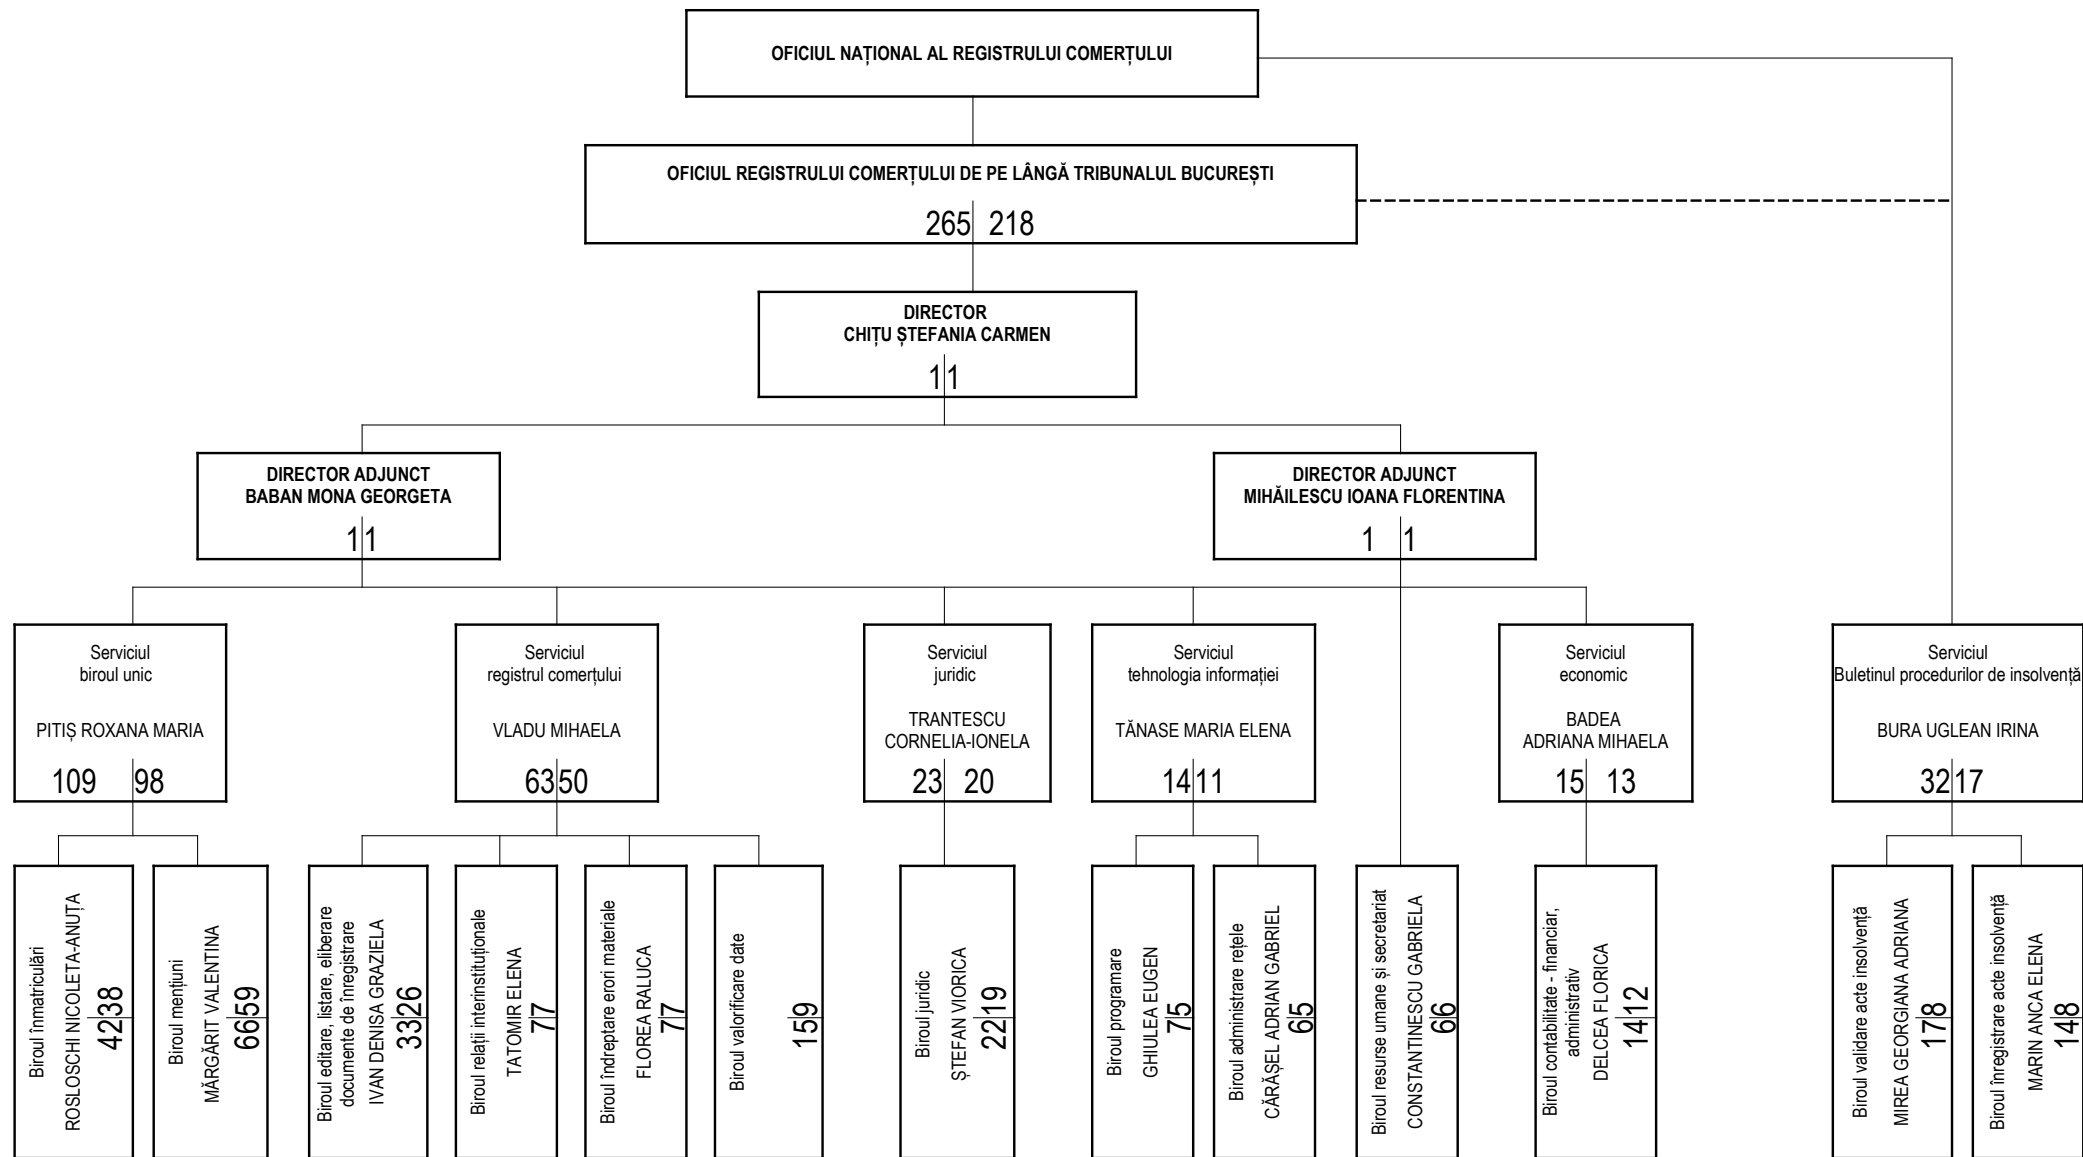 OFICIUL NAȚIONAL AL REGISTRULUI COMERȚULUI
OFICIUL REGISTRULUI COMERȚULUI DE PE LÂNGĂ TRIBUNALUL BUCUREȘTI
265 218
DIRECTOR
CHIȚU ȘTEFANIA CARMEN
1 1
DIRECTOR ADJUNCT
BABAN MONA GEORGETA
1 1
DIRECTOR ADJUNCT
MIHĂILESCU IOANA FLORENTINA
1 1
Serviciul
biroul unic
PITIȘ ROXANA MARIA
109 98
Serviciul
registrul comerțului
VLADU MIHAELA
63 50
Serviciul
juridic
TRANTESCU
CORNELIA-IONELA
23 20
Serviciul
tehnologia informației
TĂNASE MARIA ELENA
14 11
Serviciul
economic
BADEA
ADRIANA MIHAELA
15 13
Serviciul
Buletinul procedurilor de insolvență
BURA UGLEAN IRINA
32 17
Biroul înmatriculări
ROSLOSCHI NICOLETA-ANUȚA
42 38
Biroul mențiuni
MĂRGĂRIT VALENTINA
66 59
Biroul editare, listare, eliberare
documente de înregistrare
IVAN DENISA GRAZIELA
33 26
Biroul relații interinstituționale
TATOMIR ELENA
7 7
Biroul îndreptare erori materiale
FLOREA RALUCA
7 7
Biroul valorificare date
15 9
Biroul juridic
ȘTEFAN VIORICA
22 19
Biroul programare
GHIULEA EUGEN
7 5
Biroul administrare rețele
CĂRĂȘEL ADRIAN GABRIEL
6 5
Biroul resurse umane și secretariat
CONSTANTINESCU GABRIELA
6 6
Biroul contabilitate - financiar,
administrativ
DELCEA FLORICA
14 12
Biroul validare acte insolvență
MIREA GEORGIANA ADRIANA
17 8
Biroul înregistrare acte insolvență
MARIN ANCA ELENA
14 8